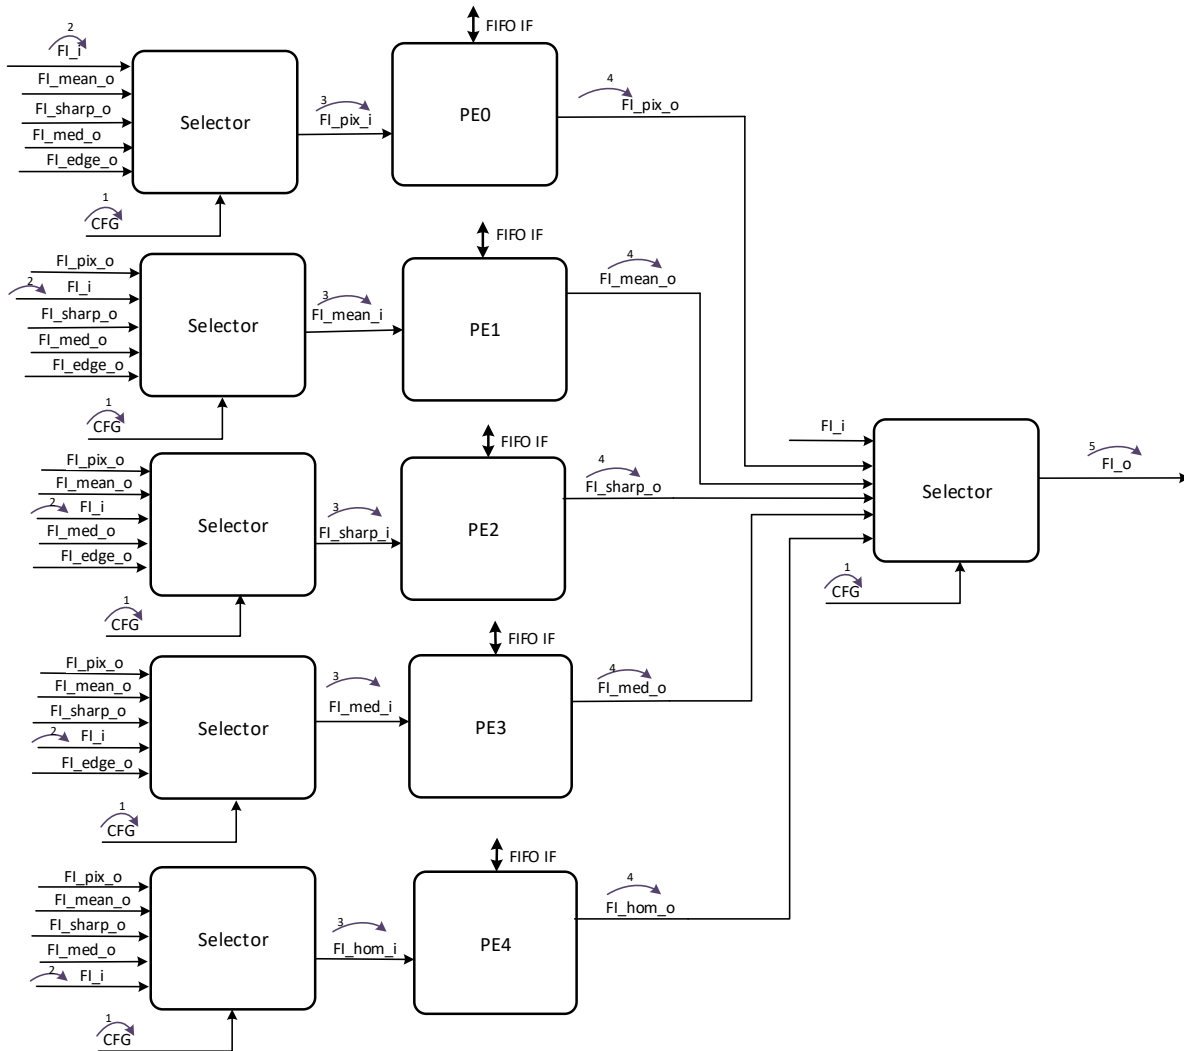 FIFO IF
2
FI_i
FI_mean_o
FI_sharp_o
FI_med_o
FI_edge_o
Selector
1
CFG
3
FI_pix_i
PE0
4
FI_pix_o
FIFO IF
FI_pix_o
2
FI_i
FI_sharp_o
FI_med_o
FI_edge_o
Selector
1
CFG
3
FI_mean_i
PE1
4
FI_mean_o
FIFO IF
FI_pix_o
FI_mean_o
2
FI_i
FI_med_o
FI_edge_o
Selector
1
CFG
3
FI_sharp_i
PE2
4
FI_sharp_o
FIFO IF
FI_pix_o
FI_mean_o
FI_sharp_o
2
FI_i
FI_edge_o
Selector
1
CFG
3
FI_med_i
PE3
4
FI_med_o
FIFO IF
FI_pix_o
FI_mean_o
FI_sharp_o
FI_med_o
2
FI_i
Selector
1
CFG
3
FI_hom_i
PE4
4
FI_hom_o
FI_i
Selector
1
CFG
5
FI_o